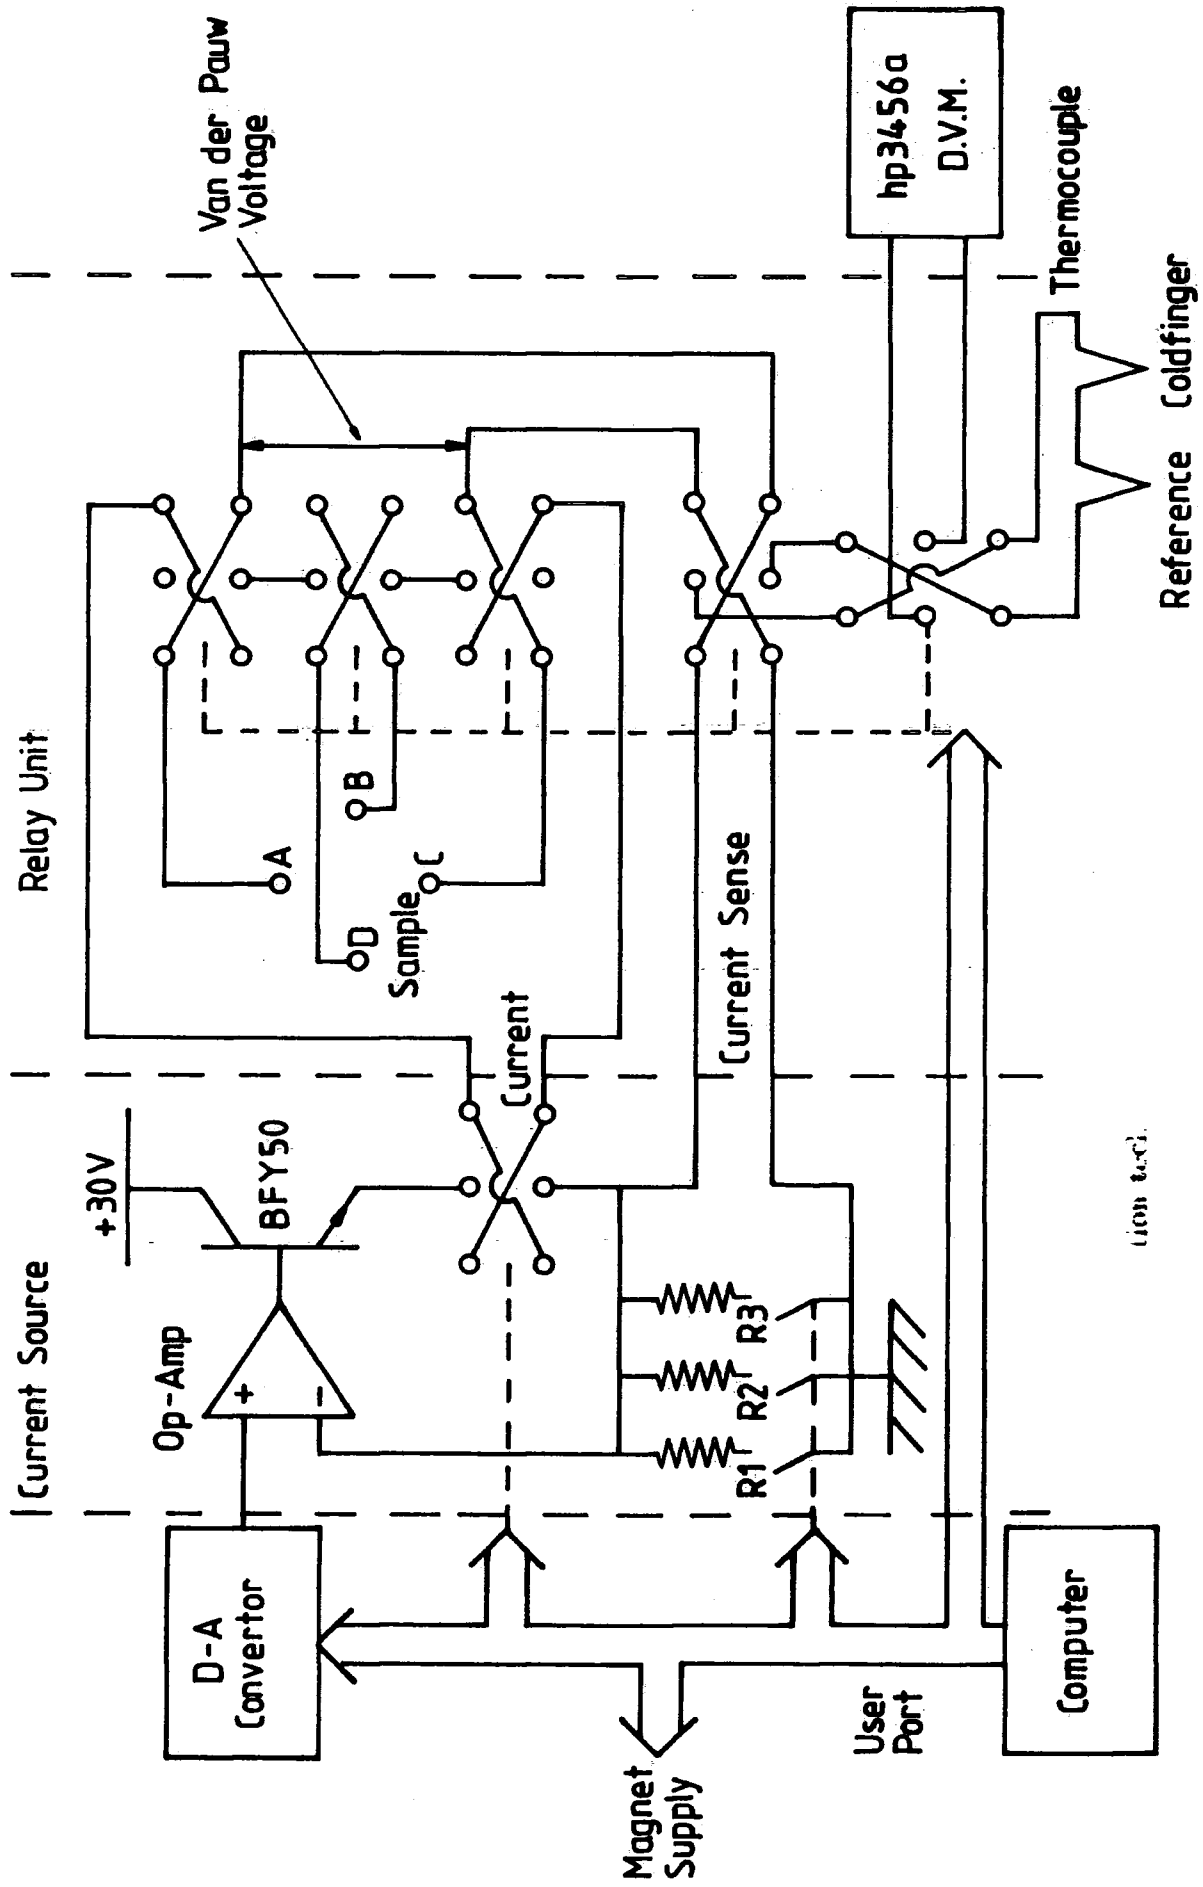 Current Source
Relay Unit
+30V
Op-Amp
+
-
BFY50
D-A
Convertor
Current
A
B
C
D
Sample
Van der Pauw
Voltage
R1
R2
R3
Current Sense
hp3456a
D.V.M.
Magnet
Supply
User
Port
Computer
Thermocouple
Reference
Coldfinger